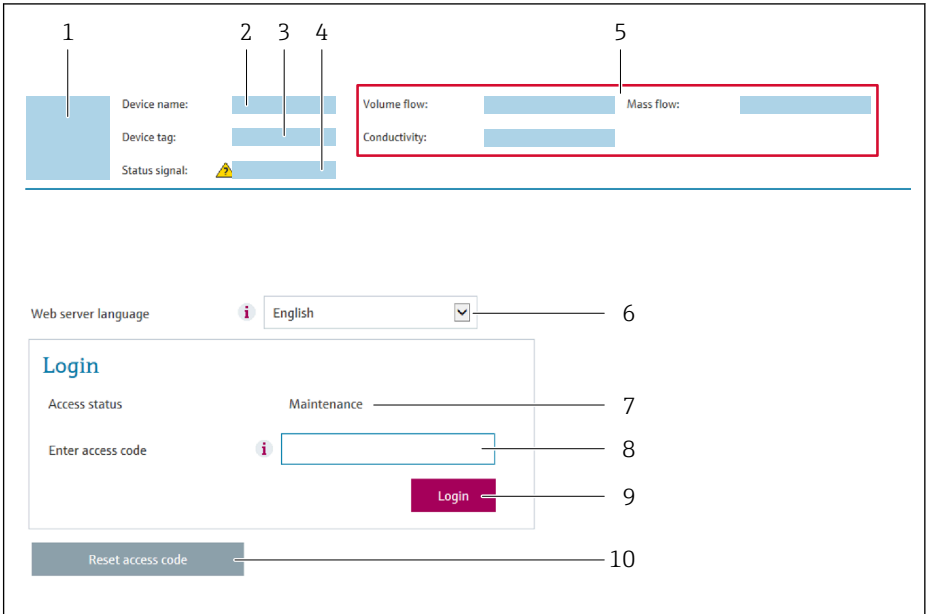 1 2 3 4 5
Device name: Volume flow: Mass flow:
Device tag: Conductivity:
Status signal: ?
Web server language i English 6
Login
Access status Maintenance 7
Enter access code i 8
Login 9
Reset access code 10